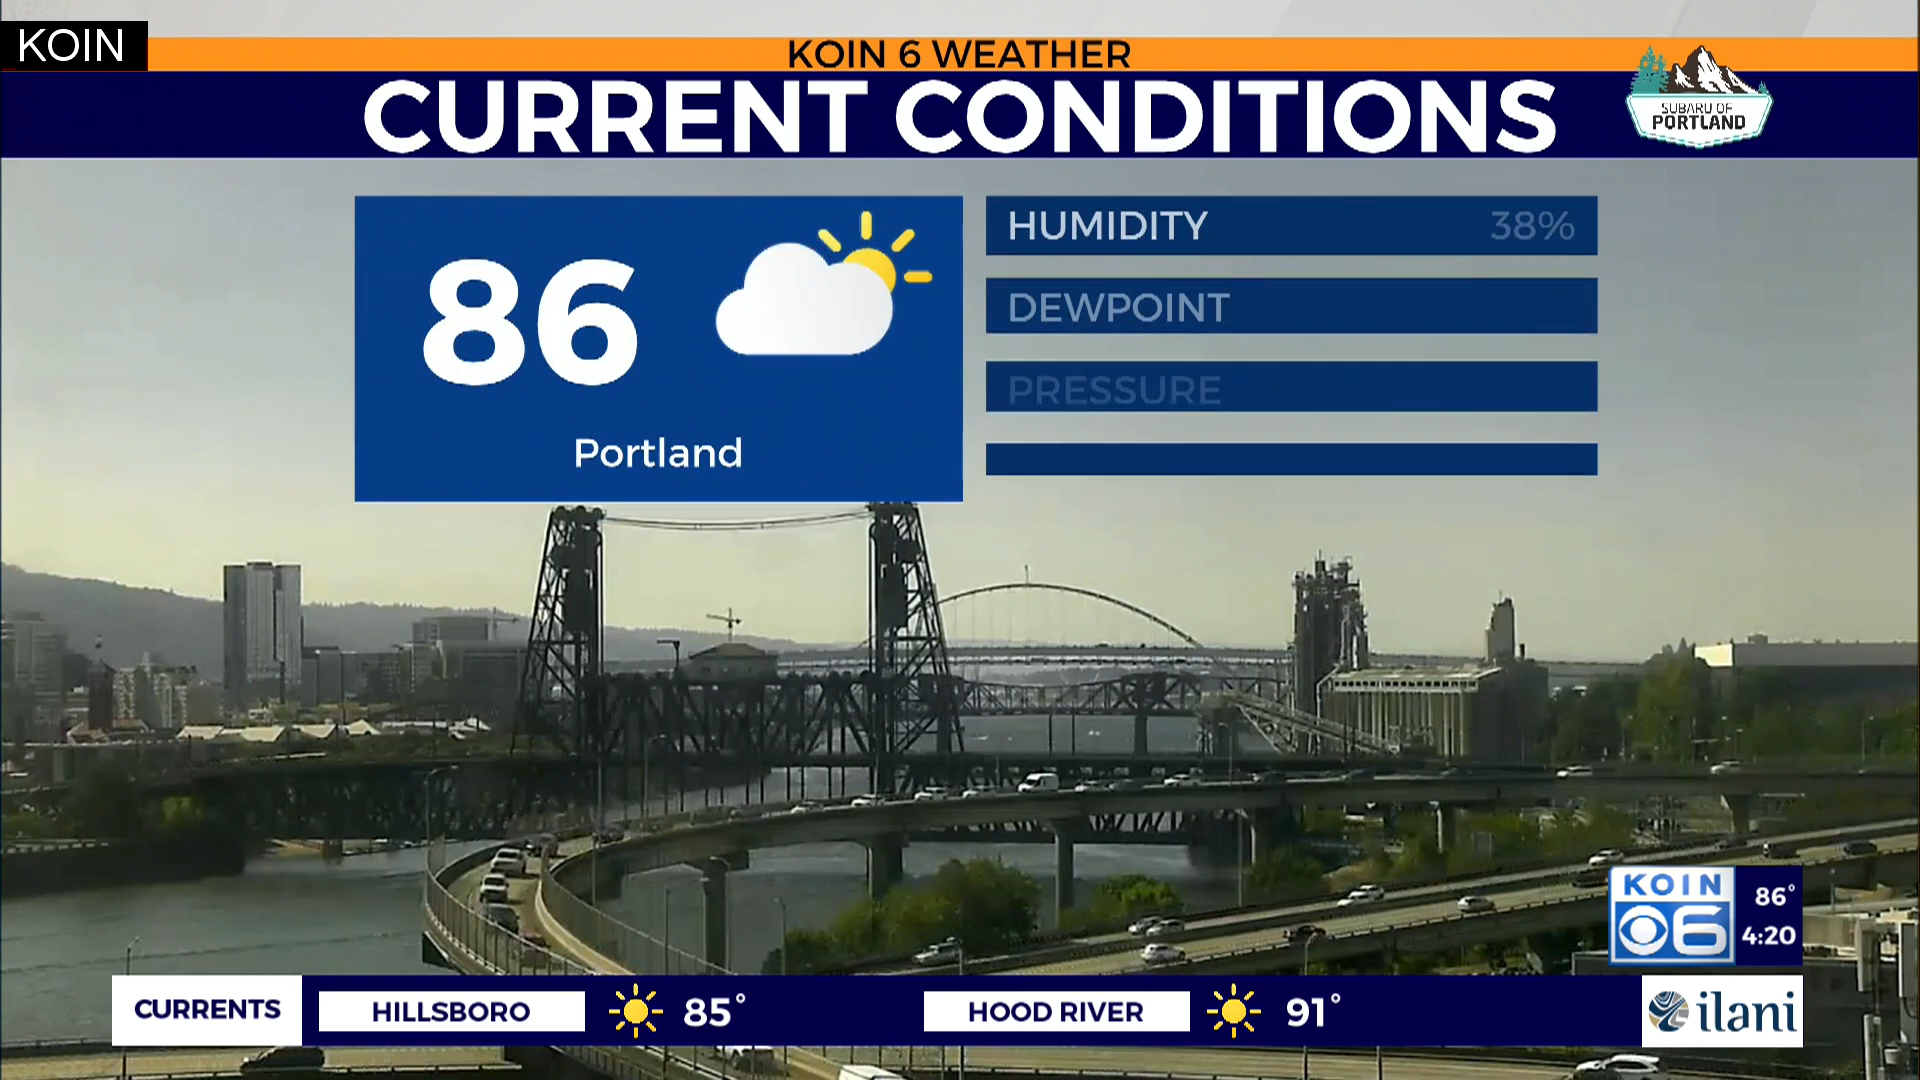 KOIN
KOIN 6 WEATHER
CURRENT CONDITIONS
SUBARU OF
PORTLAND
86
Portland
HUMIDITY 38%
DEWPOINT
PRESSURE
KOIN
6
86°
4:20
CURRENTS
HILLSBORO 85°
HOOD RIVER 91°
ilani